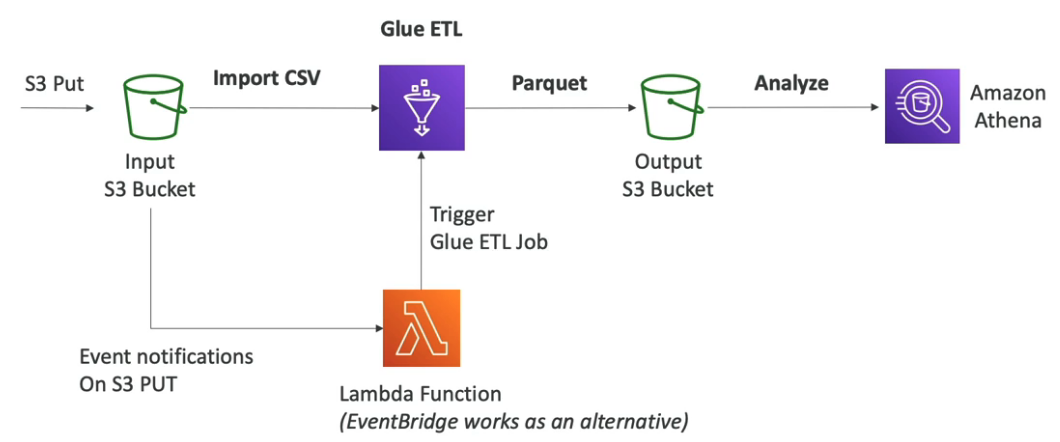 Glue ETL
S3 Put
Import CSV
Parquet
Analyze
Amazon
Athena
Input
S3 Bucket
Output
S3 Bucket
Trigger
Glue ETL Job
Event notifications
On S3 PUT
Lambda Function
(EventBridge works as an alternative)